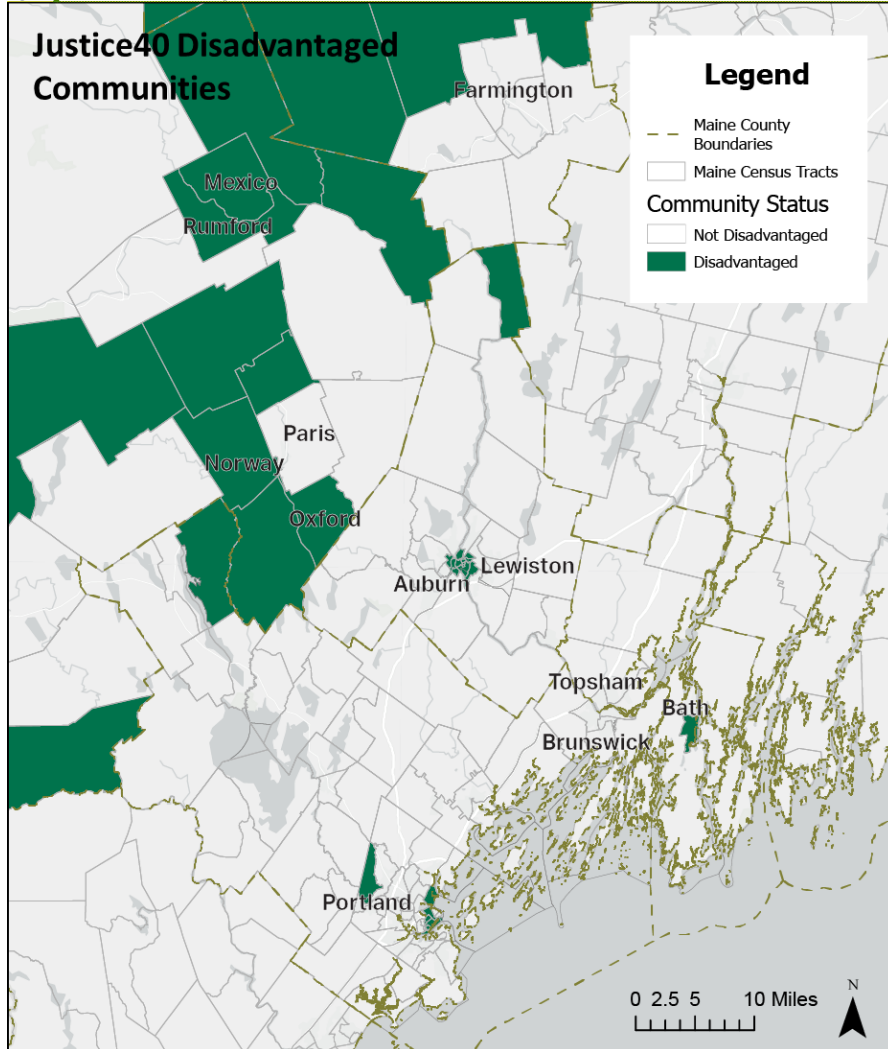 Justice40 Disadvantaged
Communities
Legend
Maine County
Boundaries
Maine Census Tracts
Community Status
Not Disadvantaged
Disadvantaged
Farmington
Mexico
Rumford
Paris
Norway
Oxford
Lewiston
Auburn
Topsham
Bath
Brunswick
Portland
N
0 2.5 5 10 Miles